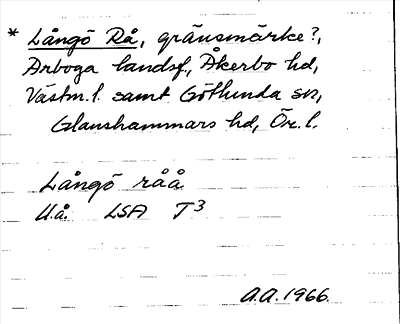 * Långö Rå, gränsmärke?,
Arboga landsf, Åkerbo hd,
Västm. l. samt Götlunda sn,
Glanshammars hd, Ör. l.
Långö råå
U.å. LSA T3
A.A. 1966.